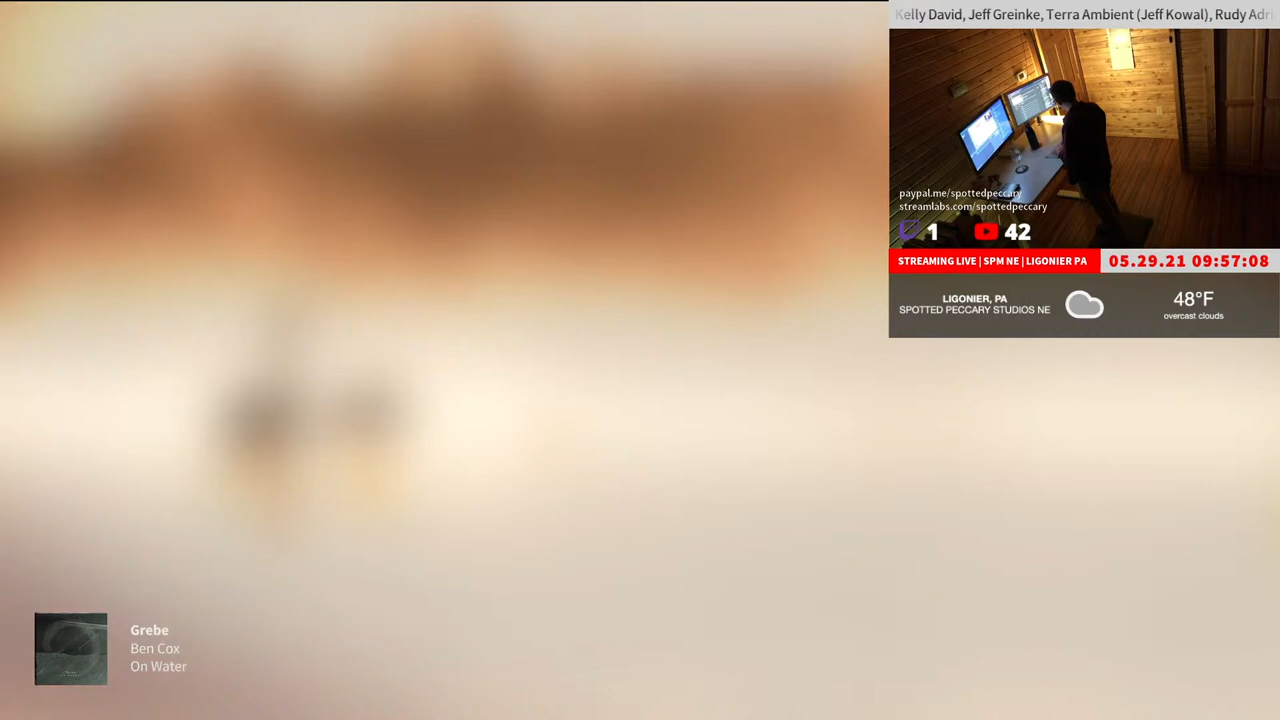 Kelly David, Jeff Greinke, Terra Ambient (Jeff Kowal), Rudy Adri
paypal.me/spottedpeccary
streamlabs.com/spottedpeccary
1 42
STREAMING LIVE | SPM NE | LIGONIER PA 05.29.21 09:57:08
LIGONIER, PA
SPOTTED PECCARY STUDIOS NE
48°F
overcast clouds
Grebe
Ben Cox
On Water